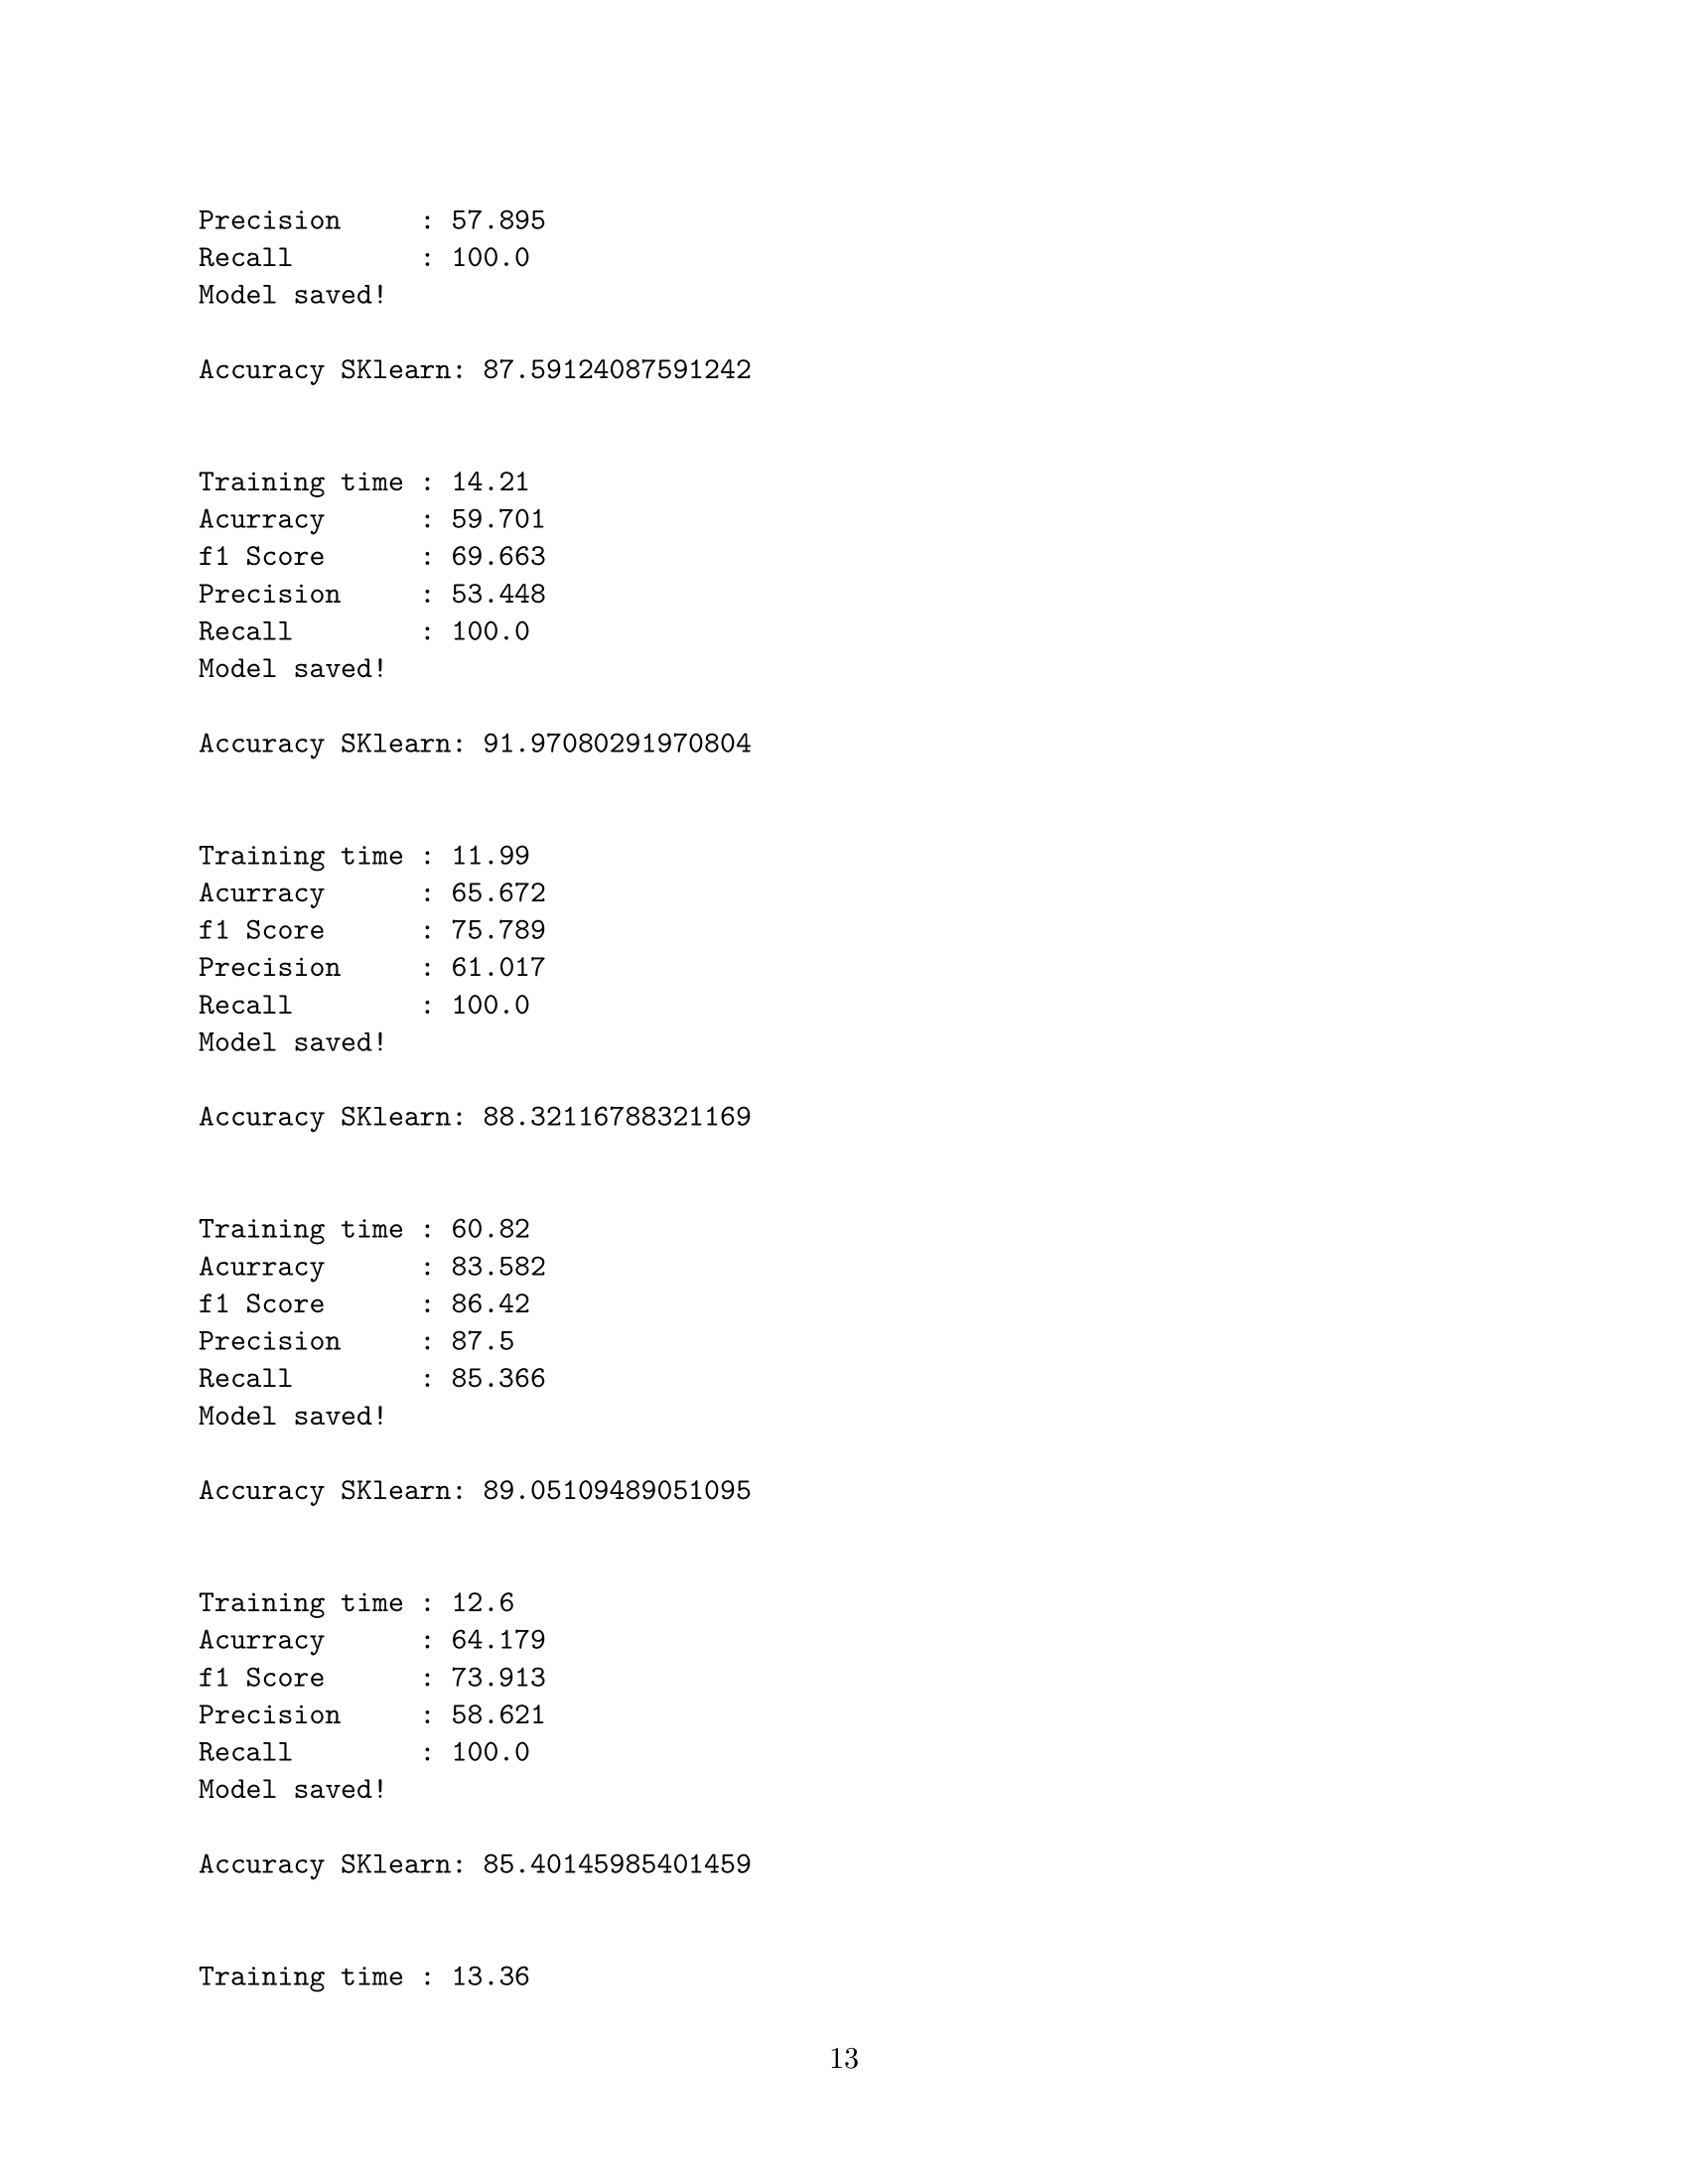 Precision     : 57.895
Recall        : 100.0
Model saved!

Accuracy SKlearn: 87.59124087591242

Training time : 14.21
Acurracy      : 59.701
f1 Score      : 69.663
Precision     : 53.448
Recall        : 100.0
Model saved!

Accuracy SKlearn: 91.97080291970804

Training time : 11.99
Acurracy      : 65.672
f1 Score      : 75.789
Precision     : 61.017
Recall        : 100.0
Model saved!

Accuracy SKlearn: 88.32116788321169

Training time : 60.82
Acurracy      : 83.582
f1 Score      : 86.42
Precision     : 87.5
Recall        : 85.366
Model saved!

Accuracy SKlearn: 89.05109489051095

Training time : 12.6
Acurracy      : 64.179
f1 Score      : 73.913
Precision     : 58.621
Recall        : 100.0
Model saved!

Accuracy SKlearn: 85.40145985401459

Training time : 13.36

13